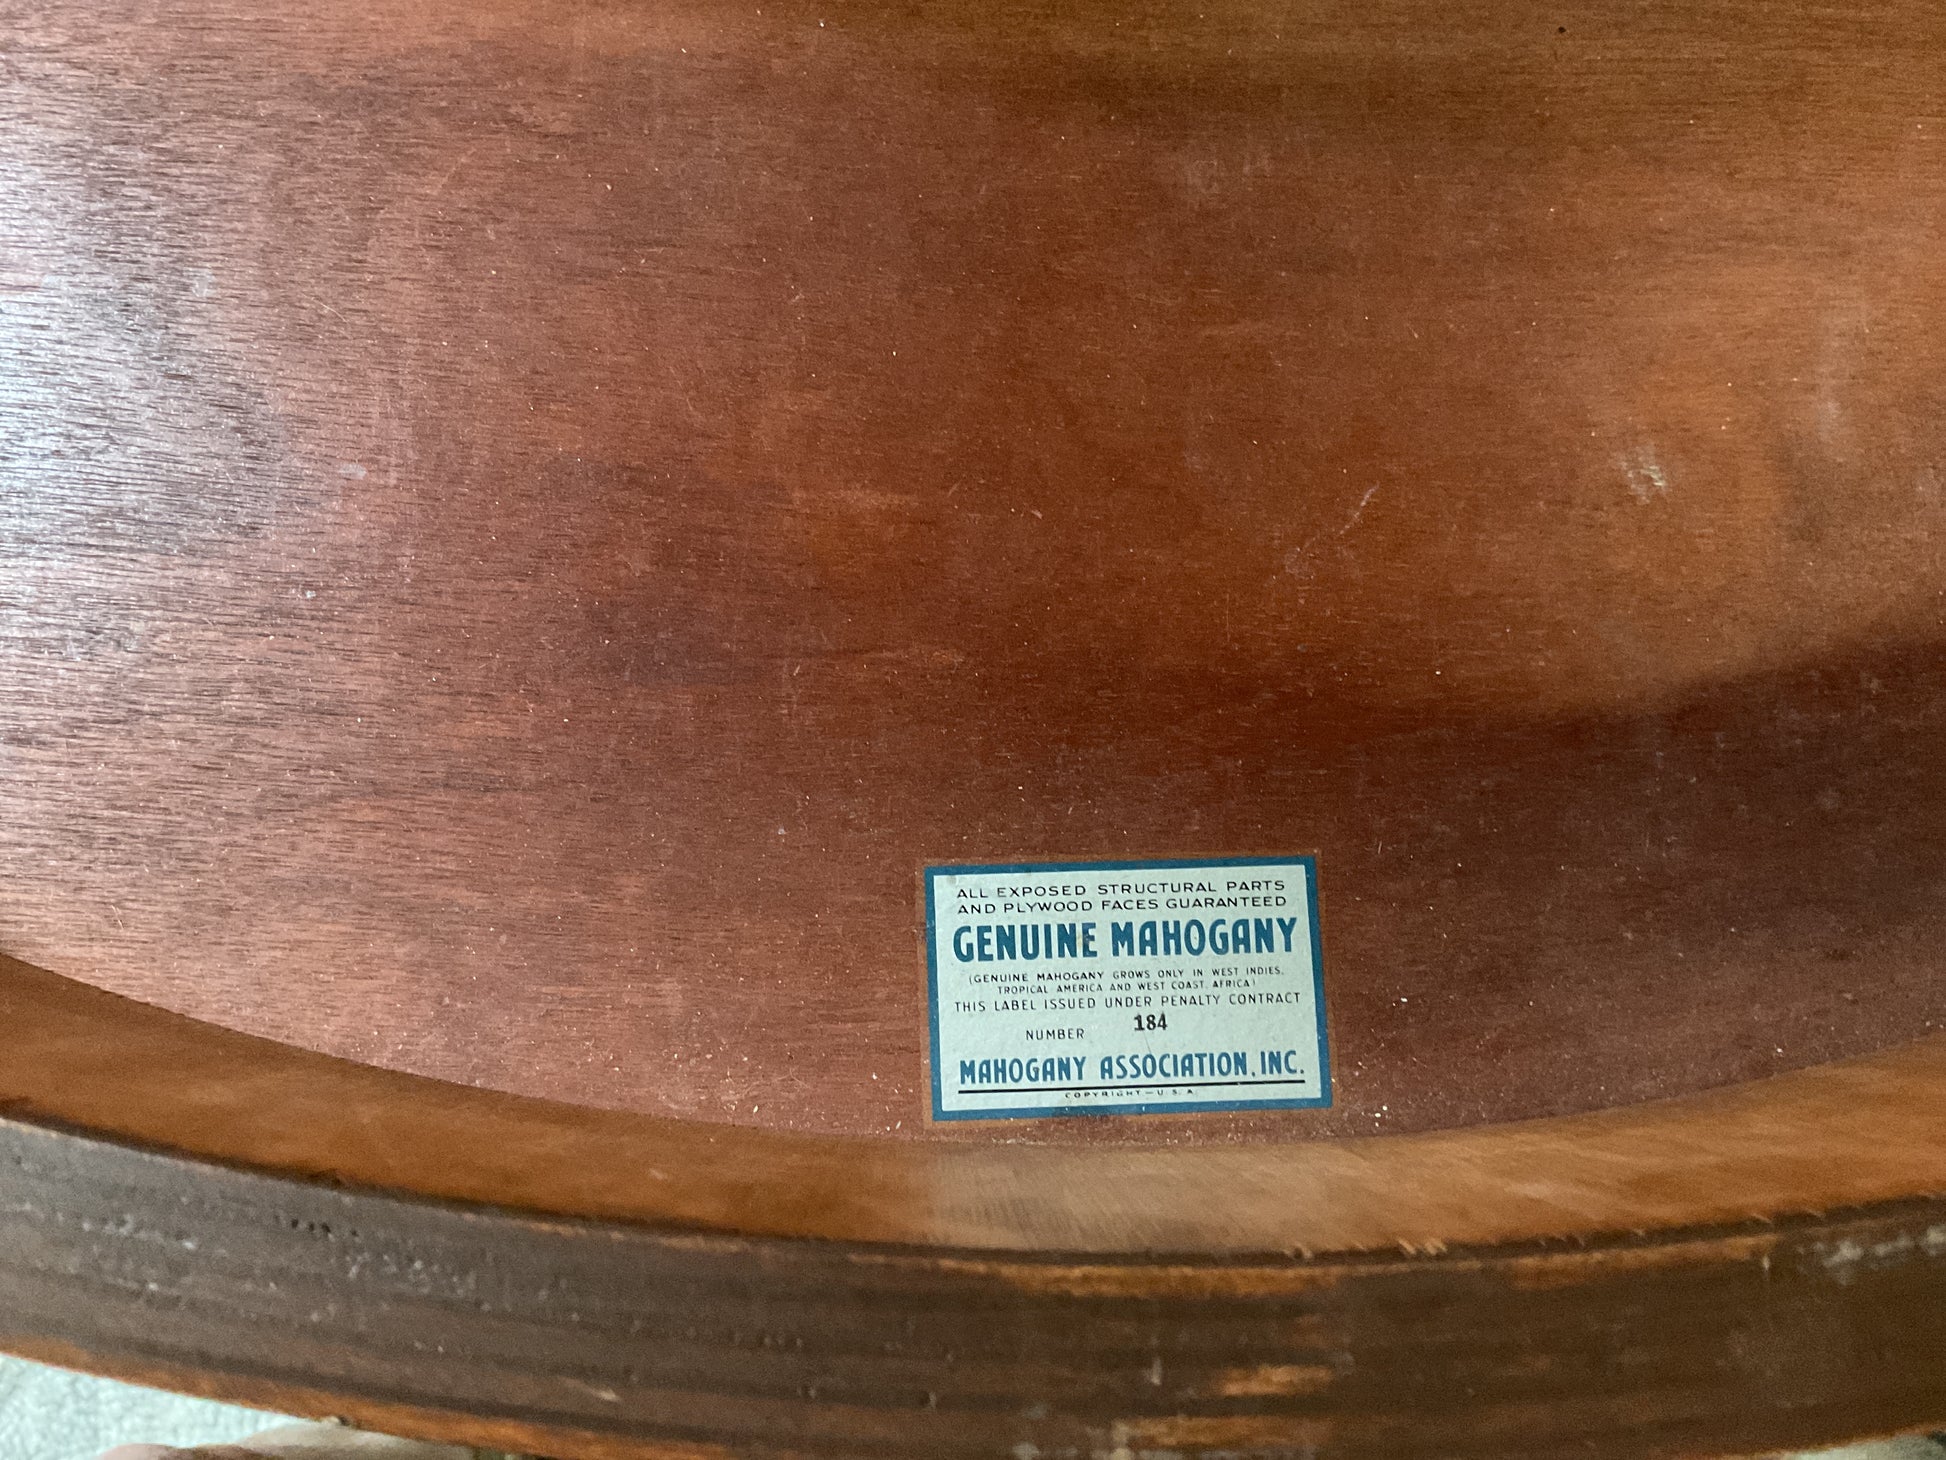 ALL EXPOSED STRUCTURAL PARTS
AND PLYWOOD FACES GUARANTEED
GENUINE MAHOGANY
(GENUINE MAHOGANY GROWS ONLY IN WEST INDIES,
TROPICAL AMERICA AND WEST COAST, AFRICA)
THIS LABEL ISSUED UNDER PENALTY CONTRACT
NUMBER 184
MAHOGANY ASSOCIATION, INC.
COPYRIGHT—U.S.A.